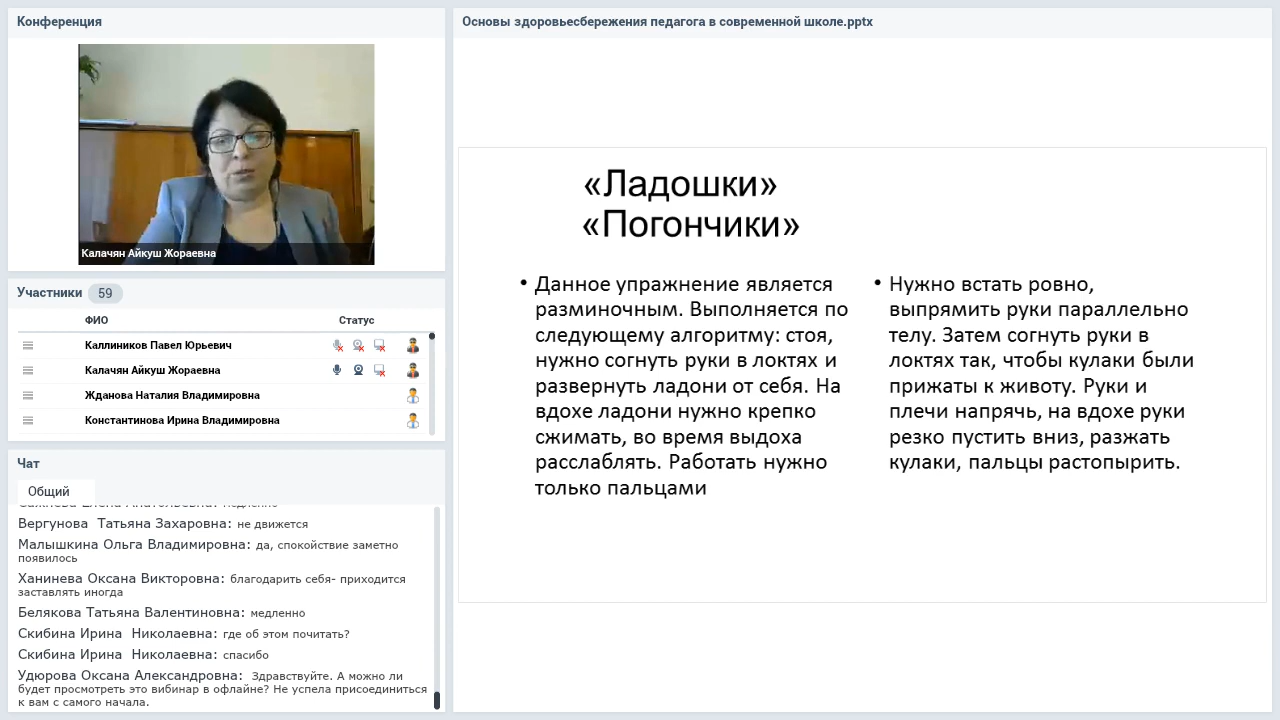 Конференция
Калачян Айкуш Жораевна
Участники 59
ФИО Статус
Каллиников Павел Юрьевич
Калачян Айкуш Жораевна
Жданова Наталия Владимировна
Константинова Ирина Владимировна
Чат
Общий
Вергунова Татьяна Захаровна: не движется
Малышкина Ольга Владимировна: да, спокойствие заметно
появилось
Ханинева Оксана Викторовна: благодарить себя- приходится
заставлять иногда
Белякова Татьяна Валентиновна: медленно
Скибина Ирина Николаевна: где об этом почитать?
Скибина Ирина Николаевна: спасибо
Удюрова Оксана Александровна: Здравствуйте. А можно ли
будет просмотреть это вибинар в офлайне? Не успела присоединиться
к вам с самого начала.
Основы здоровьесбережения педагога в современной школе.pptx
«Ладошки»
«Погончики»
• Данное упражнение является
разминочным. Выполняется по
следующему алгоритму: стоя,
нужно согнуть руки в локтях и
развернуть ладони от себя. На
вдохе ладони нужно крепко
сжимать, во время выдоха
расслаблять. Работать нужно
только пальцами
• Нужно встать ровно,
выпрямить руки параллельно
телу. Затем согнуть руки в
локтях так, чтобы кулаки были
прижаты к животу. Руки и
плечи напрячь, на вдохе руки
резко пустить вниз, разжать
кулаки, пальцы растопырить.